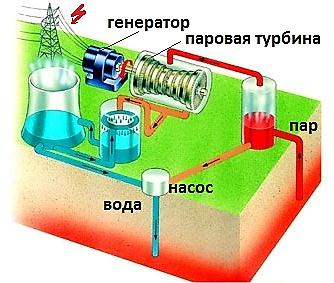 генератор
паровая турбина
пар
насос
вода